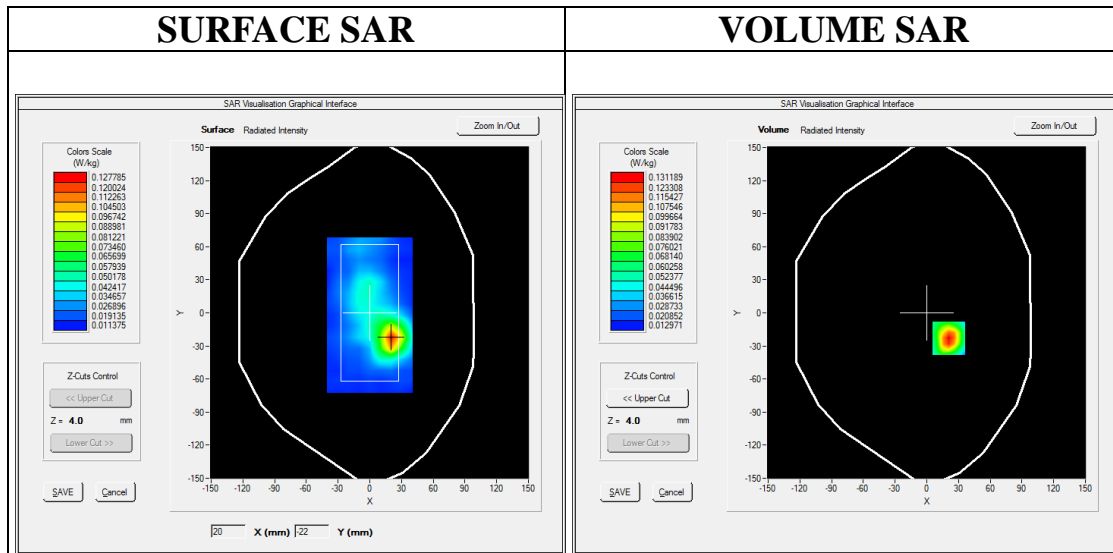 SURFACE SAR
VOLUME SAR
SAR Visualisation Graphical Interface
Surface Radiated Intensity
Zoom In/Out
Colors Scale
(W/kg)
0.127785
0.120024
0.112263
0.104503
0.096742
0.088981
0.081221
0.073460
0.065699
0.057939
0.050178
0.042417
0.034657
0.026896
0.019135
0.011375
Z-Cuts Control
<< Upper Cut
Z = 4.0 mm
Lower Cut >>
SAVE Cancel
150-
120-
90-
60-
30-
0-
-30-
-60-
-90-
-120-
-150-
Y
-150 -120 -90 -60 -30 0 30 60 90 120 150
X
20 X (mm) -22 Y (mm)
SAR Visualisation Graphical Interface
Volume Radiated Intensity
Zoom In/Out
Colors Scale
(W/kg)
0.131189
0.123308
0.115427
0.107546
0.099664
0.091783
0.083902
0.076021
0.068140
0.060258
0.052377
0.044496
0.036615
0.028733
0.020852
0.012971
Z-Cuts Control
<< Upper Cut
Z = 4.0 mm
Lower Cut >>
SAVE Cancel
150-
120-
90-
60-
30-
0-
-30-
-60-
-90-
-120-
-150-
Y
-150 -120 -90 -60 -30 0 30 60 90 120 150
X